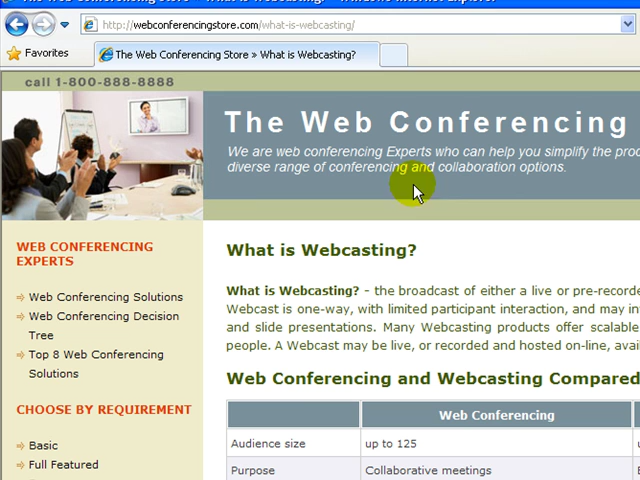 http://webconferencingstore.com/what-is-webcasting/
Favorites
The Web Conferencing Store » What is Webcasting?
call 1-800-888-8888
The Web Conferencing
We are web conferencing Experts who can help you simplify the
diverse range of conferencing and collaboration options.
WEB CONFERENCING
EXPERTS
Web Conferencing Solutions
Web Conferencing Decision
Tree
Top 8 Web Conferencing
Solutions
CHOOSE BY REQUIREMENT
Basic
Full Featured
What is Webcasting?
What is Webcasting? - the broadcast of either a live or
Webcast is one-way, with limited participant interaction, and may
and slide presentations. Many Webcasting products offer
people. A Webcast may be live, or recorded and hosted on-line,
Web Conferencing and Webcasting Compared
Web Conferencing
Audience size up to 125
Purpose Collaborative meetings